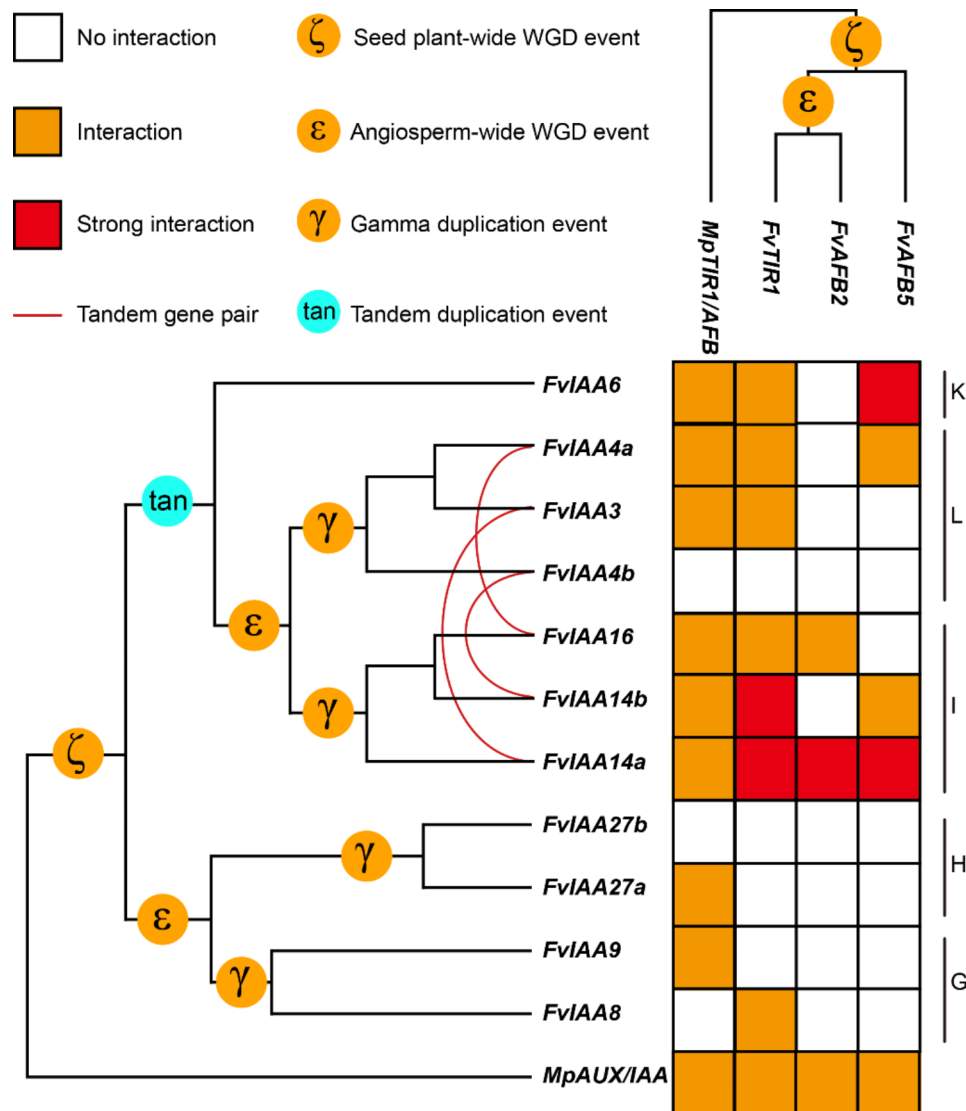 No interaction
ζ Seed plant-wide WGD event
Interaction
ε Angiosperm-wide WGD event
Strong interaction
γ Gamma duplication event
Tandem gene pair
tan Tandem duplication event
ζ
ε
MpTIR1/AFB
FvTIR1
FvAFB2
FvAFB5
FvIAA6
K
FvIAA4a
tan
FvIAA3
L
γ
FvIAA4b
ε
FvIAA16
FvIAA14b
I
γ
FvIAA14a
ζ
FvIAA27b
γ
H
FvIAA27a
ε
FvIAA9
γ
G
FvIAA8
MpAUX/IAA